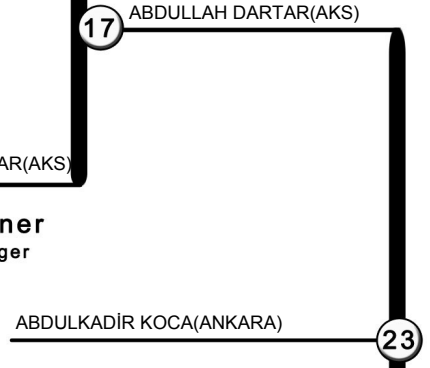 17 ABDULLAH DARTAR(AKS)
AR(AKS)
ner
ger
ABDULKADİR KOCA(ANKARA) 23